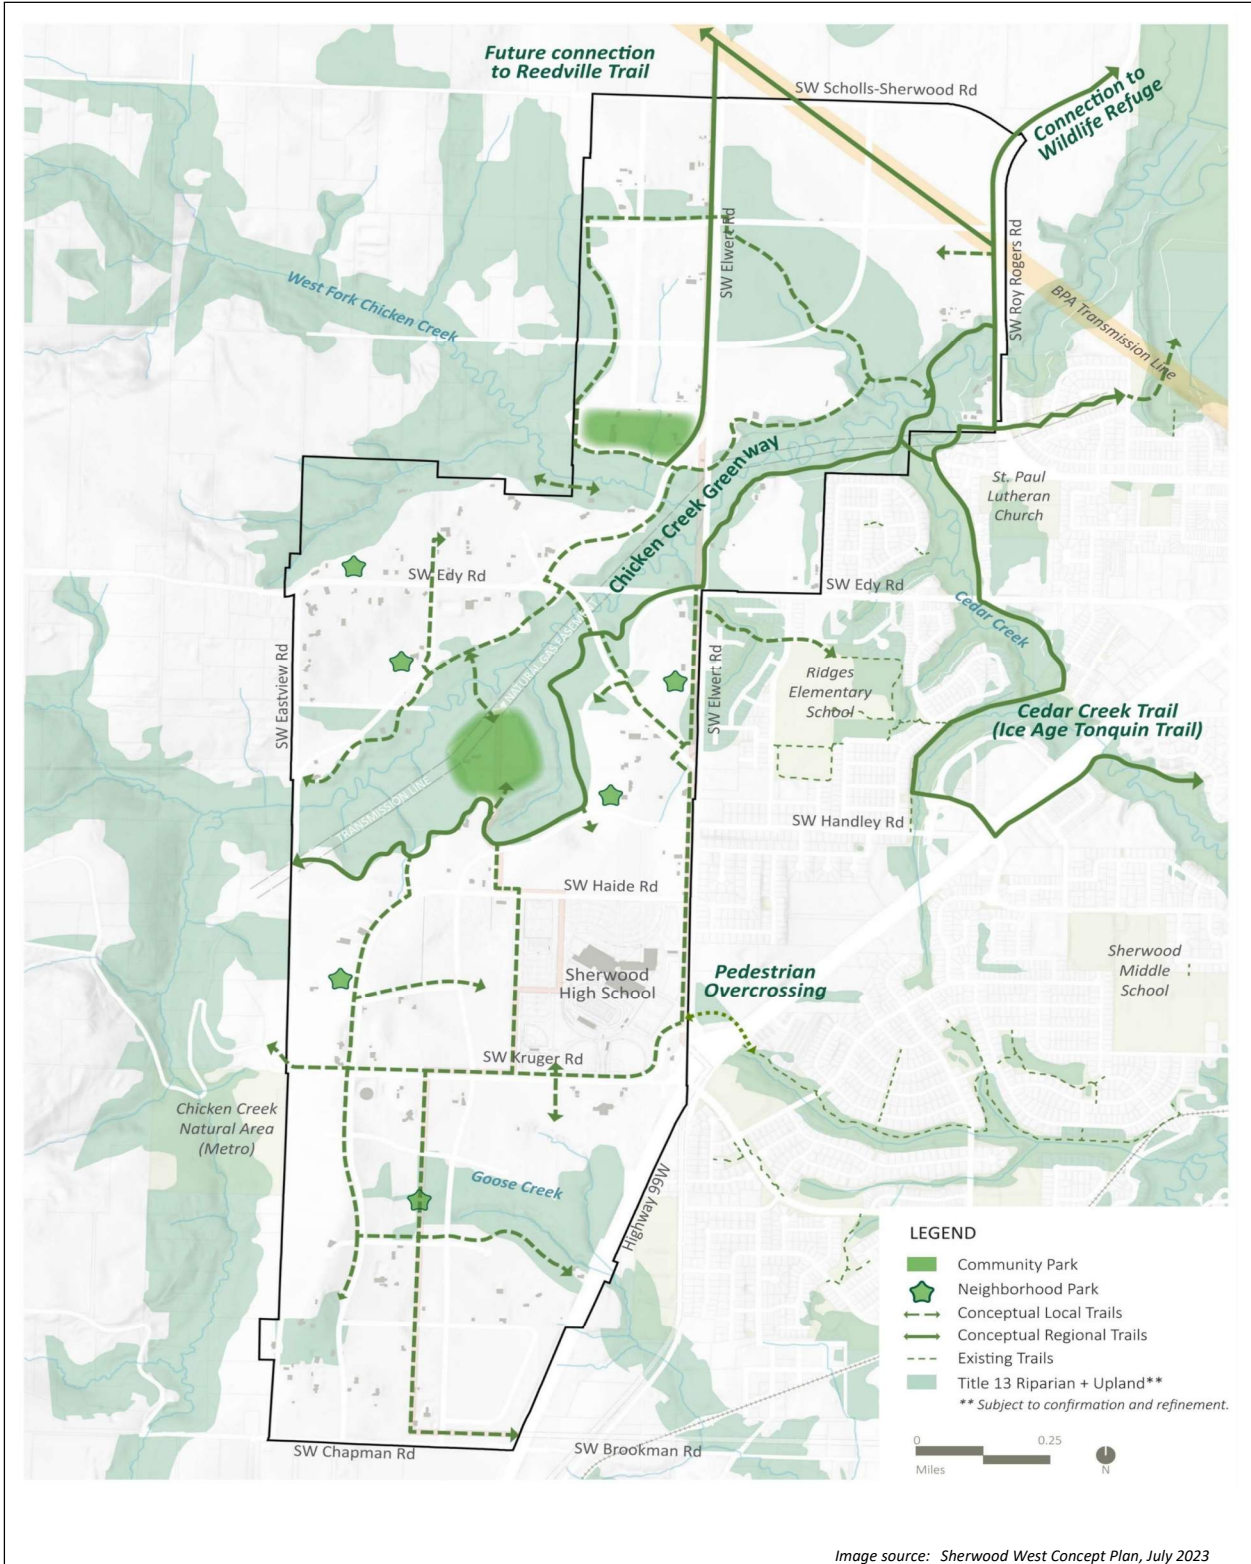 Future connection
to Reedville Trail
SW Scholls-Sherwood Rd
Connection to
Wildlife Refuge
SW Elwert Rd
SW Roy Rogers Rd
West Fork Chicken Creek
BPA Transmission Line
Chicken Creek Greenway
St. Paul
Lutheran
Church
SW Edy Rd
SW Edy Rd
Cedar Creek
NATURAL GAS EASEMENT
SW Eastview Rd
SW Elwert Rd
Ridges
Elementary
School
Cedar Creek Trail
(Ice Age Tonquin Trail)
TRANSMISSION LINE
SW Handley Rd
SW Haide Rd
Sherwood
High School
Pedestrian
Overcrossing
Sherwood
Middle
School
SW Kruger Rd
Chicken Creek
Natural Area
(Metro)
Goose Creek
Highway 99W
LEGEND
Community Park
Neighborhood Park
Conceptual Local Trails
Conceptual Regional Trails
Existing Trails
Title 13 Riparian + Upland**
** Subject to confirmation and refinement.
0 0.25
Miles
N
SW Chapman Rd
SW Brookman Rd
Image source: Sherwood West Concept Plan, July 2023